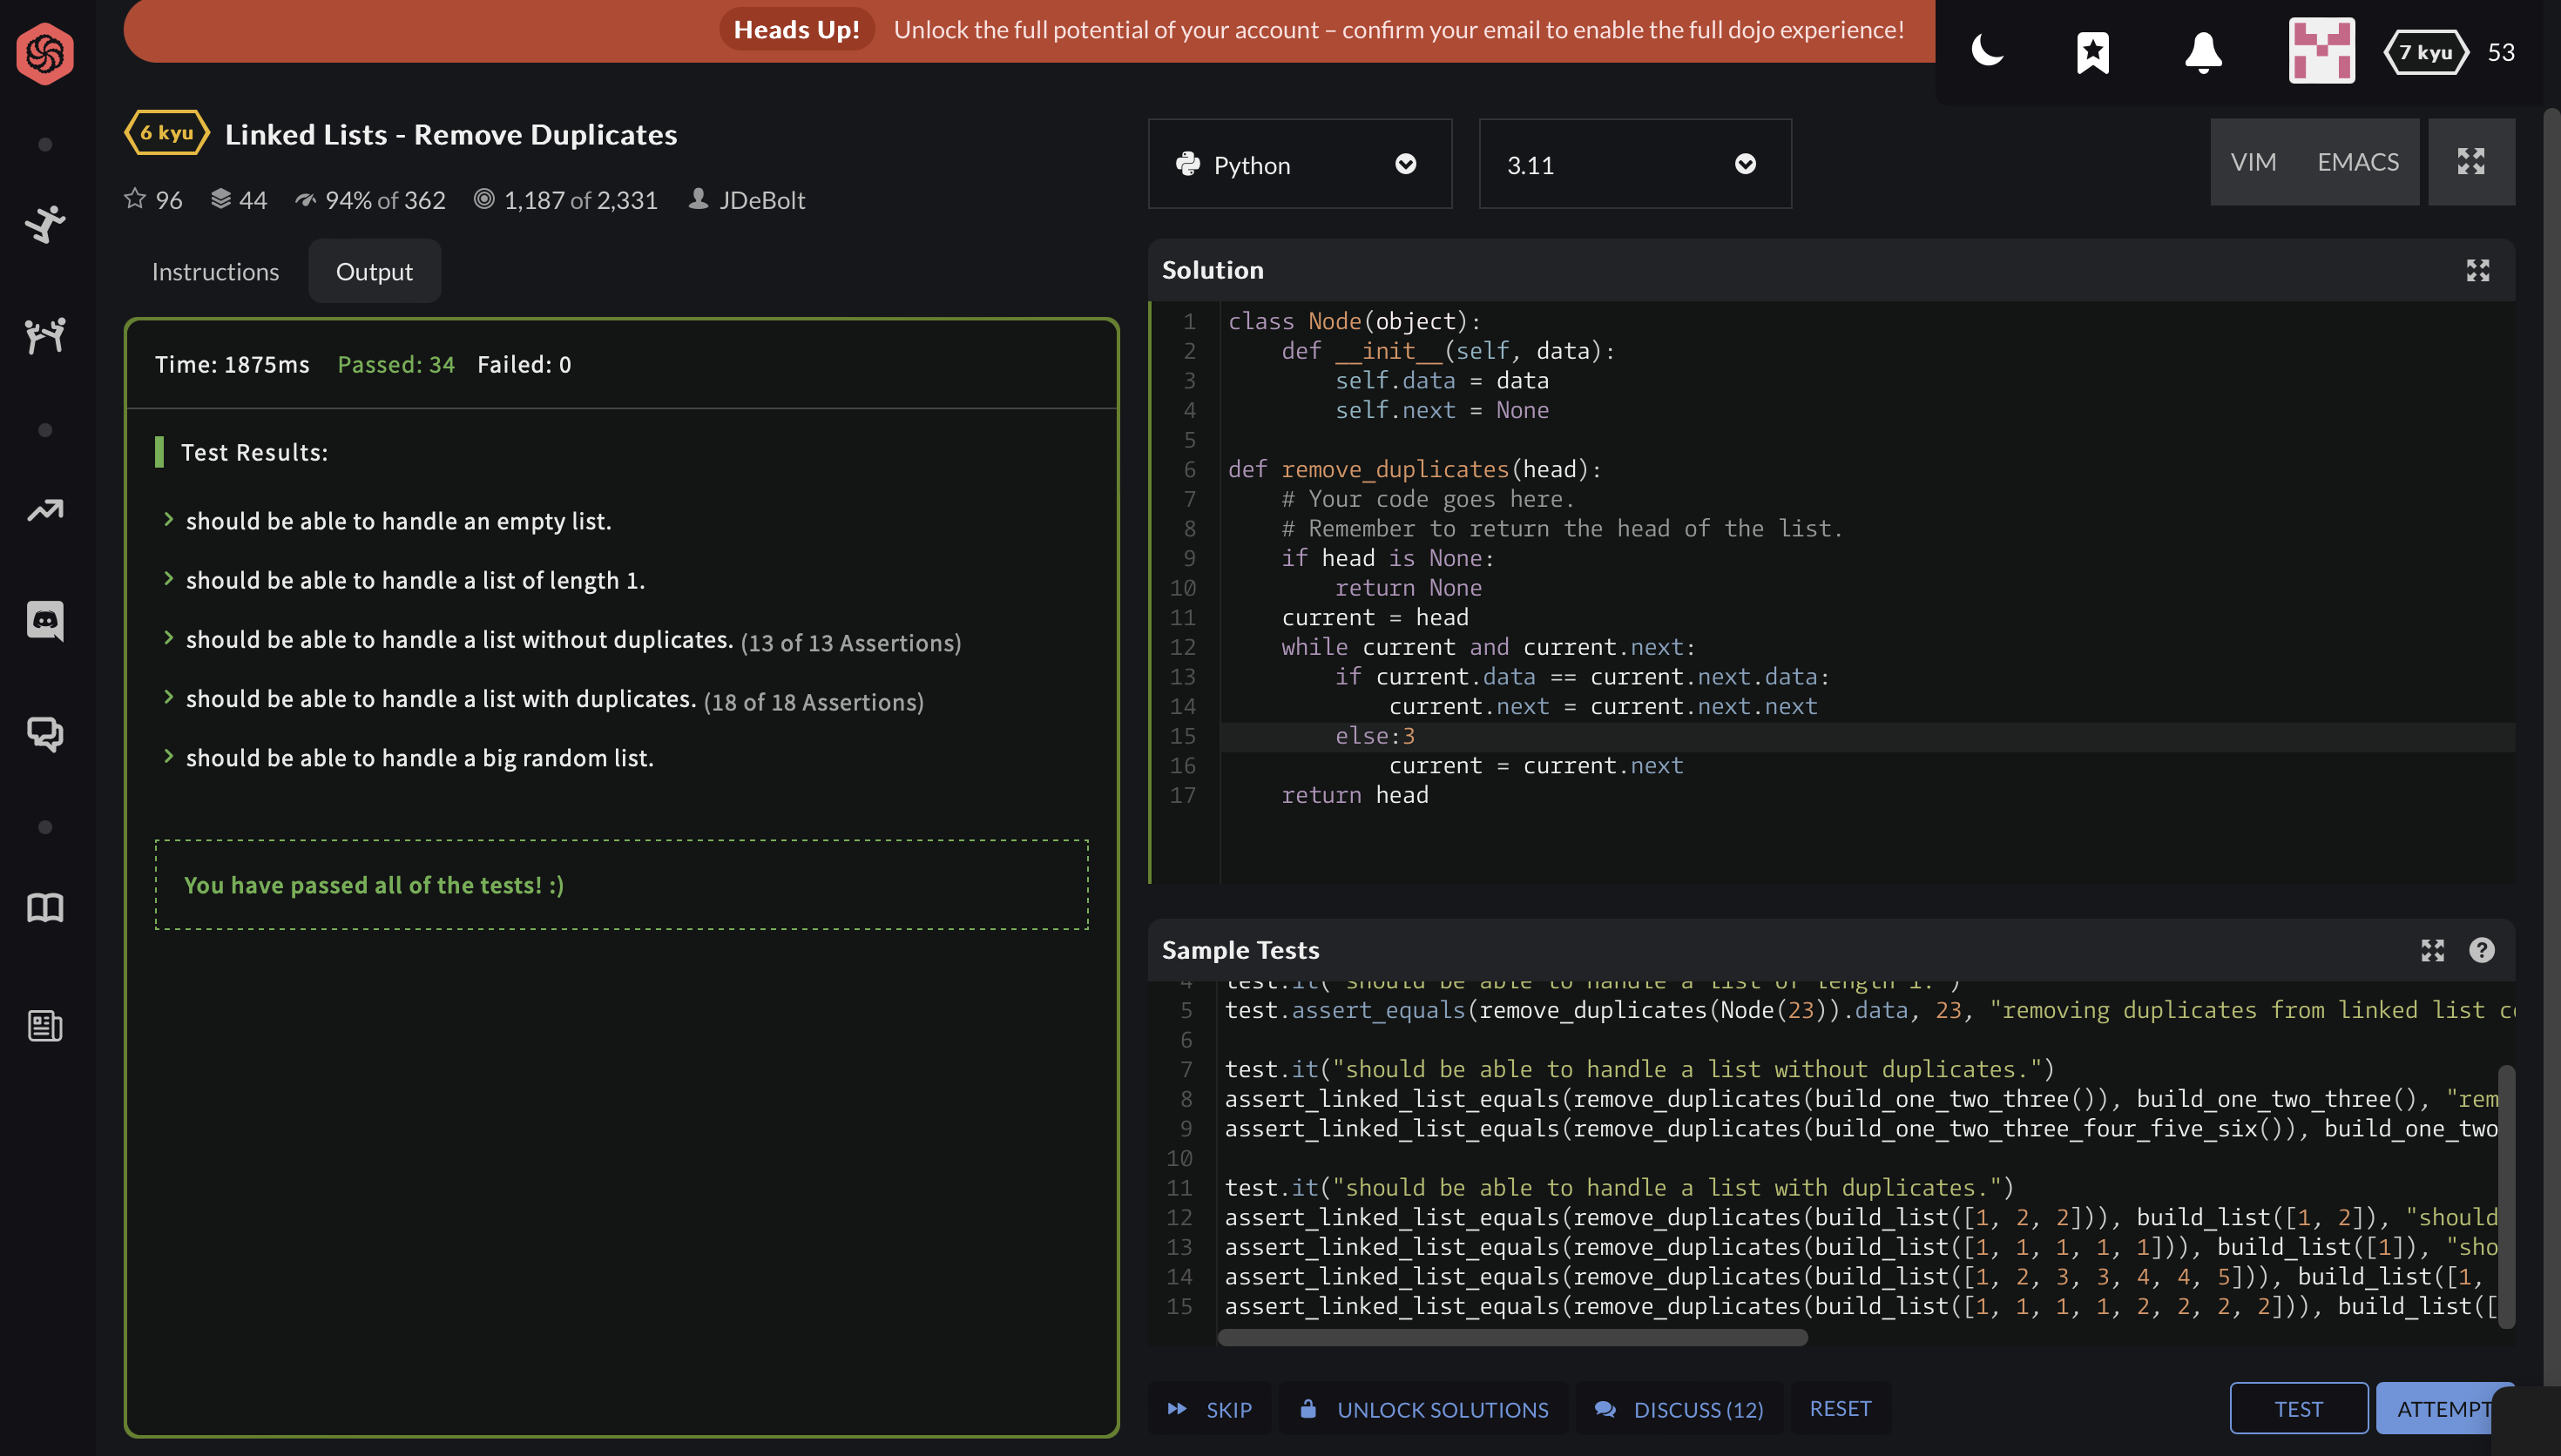 Heads Up! Unlock the full potential of your account – confirm your email to enable the full dojo experience!
7 kyu 53
6 kyu Linked Lists - Remove Duplicates
96 44 94% of 362 1,187 of 2,331 JDeBolt
Instructions Output
Time: 1875ms Passed: 34 Failed: 0
Test Results:
should be able to handle an empty list.
should be able to handle a list of length 1.
should be able to handle a list without duplicates. (13 of 13 Assertions)
should be able to handle a list with duplicates. (18 of 18 Assertions)
should be able to handle a big random list.
You have passed all of the tests! :)
Python 3.11 VIM EMACS
Solution
1 class Node(object):
2     def __init__(self, data):
3         self.data = data
4         self.next = None
5
6 def remove_duplicates(head):
7     # Your code goes here.
8     # Remember to return the head of the list.
9     if head is None:
10         return None
11     current = head
12     while current and current.next:
13         if current.data == current.next.data:
14             current.next = current.next.next
15         else:3
16             current = current.next
17     return head
Sample Tests
4 test.it("should be able to handle a list of length 1.")
5 test.assert_equals(remove_duplicates(Node(23)).data, 23, "removing duplicates from linked list c
6
7 test.it("should be able to handle a list without duplicates.")
8 assert_linked_list_equals(remove_duplicates(build_one_two_three()), build_one_two_three(), "rem
9 assert_linked_list_equals(remove_duplicates(build_one_two_three_four_five_six()), build_one_two
10
11 test.it("should be able to handle a list with duplicates.")
12 assert_linked_list_equals(remove_duplicates(build_list([1, 2, 2])), build_list([1, 2]), "should
13 assert_linked_list_equals(remove_duplicates(build_list([1, 1, 1, 1, 1])), build_list([1]), "sho
14 assert_linked_list_equals(remove_duplicates(build_list([1, 2, 3, 3, 4, 4, 5])), build_list([1,
15 assert_linked_list_equals(remove_duplicates(build_list([1, 1, 1, 1, 2, 2, 2, 2])), build_list([
SKIP UNLOCK SOLUTIONS DISCUSS (12) RESET TEST ATTEMPT